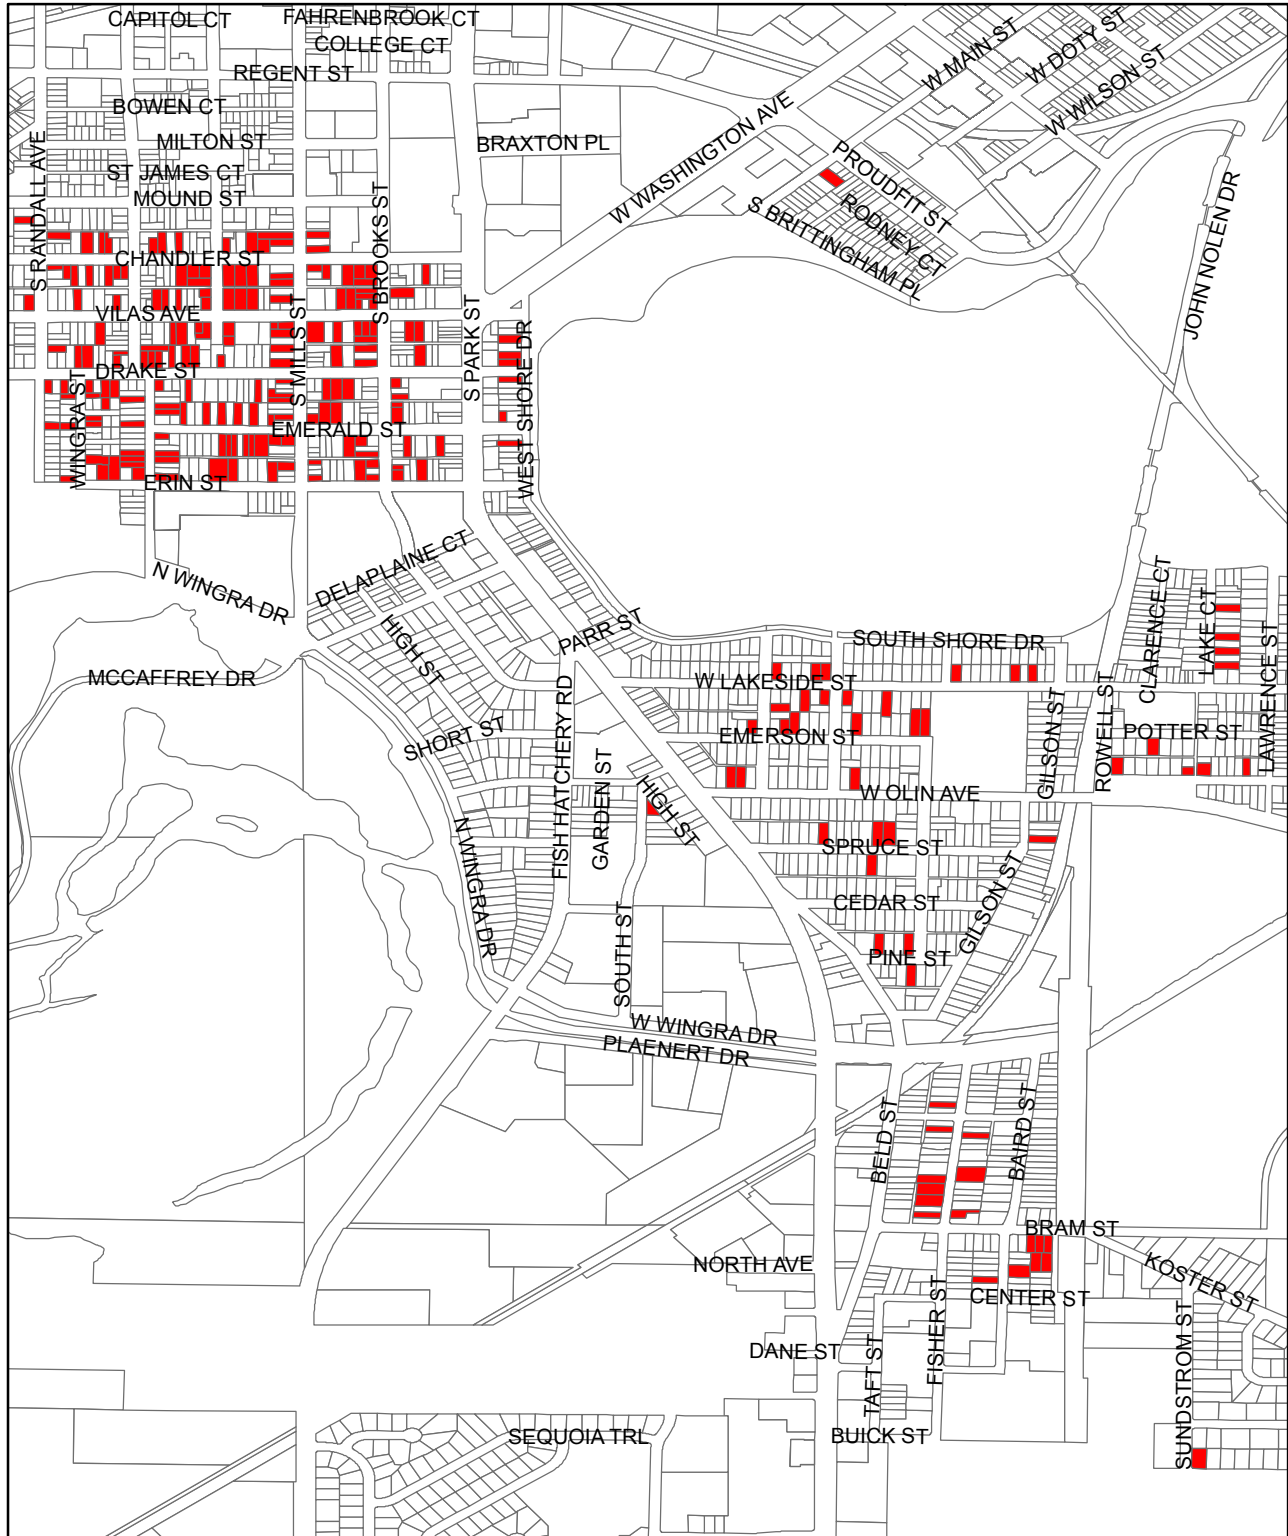 CAPITOL CT
FAHRENBROOK CT
COLLEGE CT
REGENT ST
W MAIN ST
W DOTY ST
W WILSON ST
BOWEN CT
MILTON ST
BRAXTON PL
W WASHINGTON AVE
PROUDFIT ST
ST JAMES CT
MOUND ST
S RANDALL AVE
S BROOKS ST
RODNEY CT
S BRITTINGHAM PL
JOHN NOLEN DR
CHANDLER ST
VILAS AVE
S MILLS ST
S PARK ST
WEST SHORE DR
DRAKE ST
WINGRA ST
EMERALD ST
ERIN ST
DELAPLAINE CT
N WINGRA DR
HIGH ST
PARR ST
SOUTH SHORE DR
CLARENCE CT
LAKE CT
LAWRENCE ST
MCCAFFREY DR
W LAKESIDE ST
FISH HATCHERY RD
SHORT ST
EMERSON ST
GILSON ST
ROWELL ST
POTTER ST
GARDEN ST
HIGH ST
W OLIN AVE
N WINGRA DR
SPRUCE ST
CEDAR ST
GILSON ST
SOUTH ST
PINE ST
W WINGRA DR
PLAENERT DR
BELD ST
BAIRD ST
BRAM ST
NORTH AVE
KOSTER ST
CENTER ST
FISHER ST
DANE ST
TAFT ST
SUNDSTROM ST
SEQUOIA TRL
BUICK ST